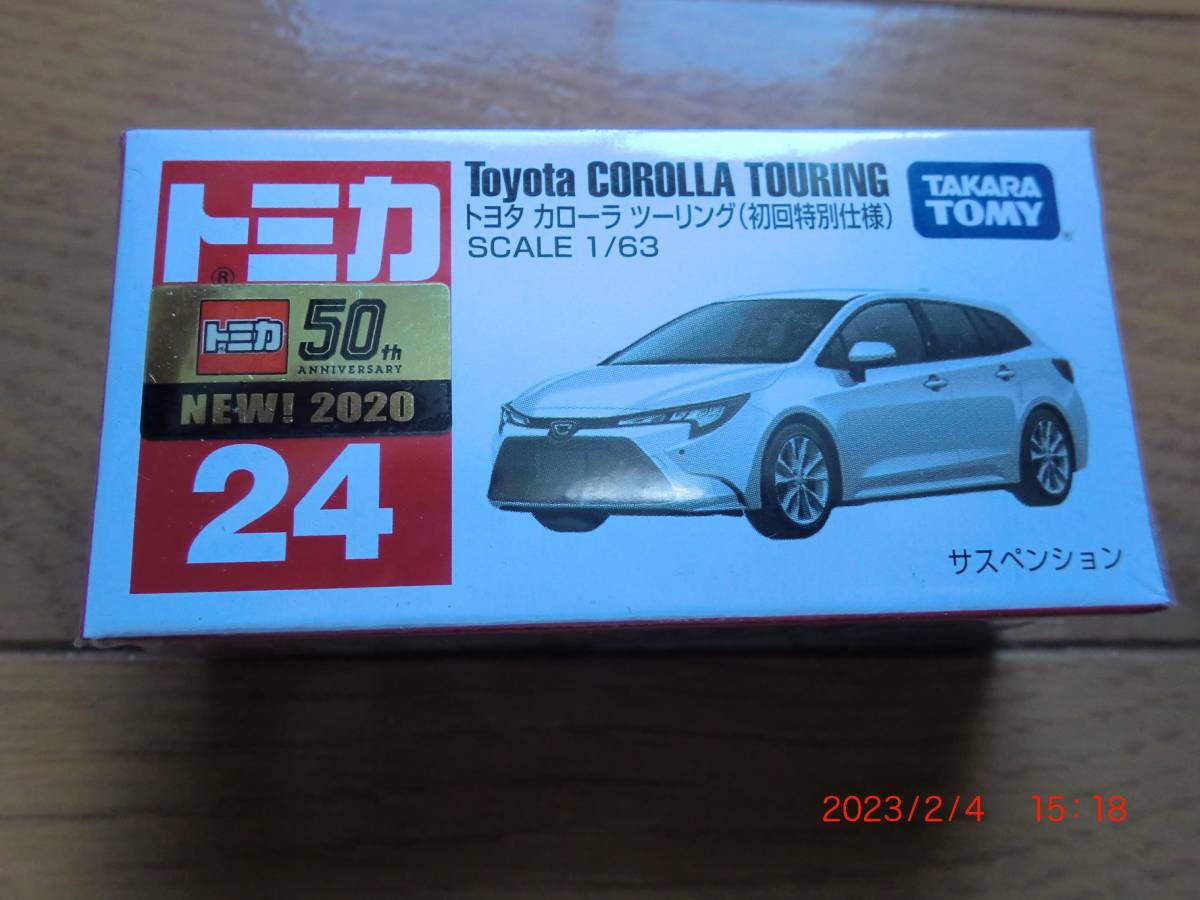 トミカ
®
トミカ
50th
ANNIVERSARY
NEW! 2020
24
Toyota COROLLA TOURING
トヨタ カローラ ツーリング(初回特別仕様)
SCALE 1/63
TAKARA
TOMY®
サスペンション
2023/2/4 15:18